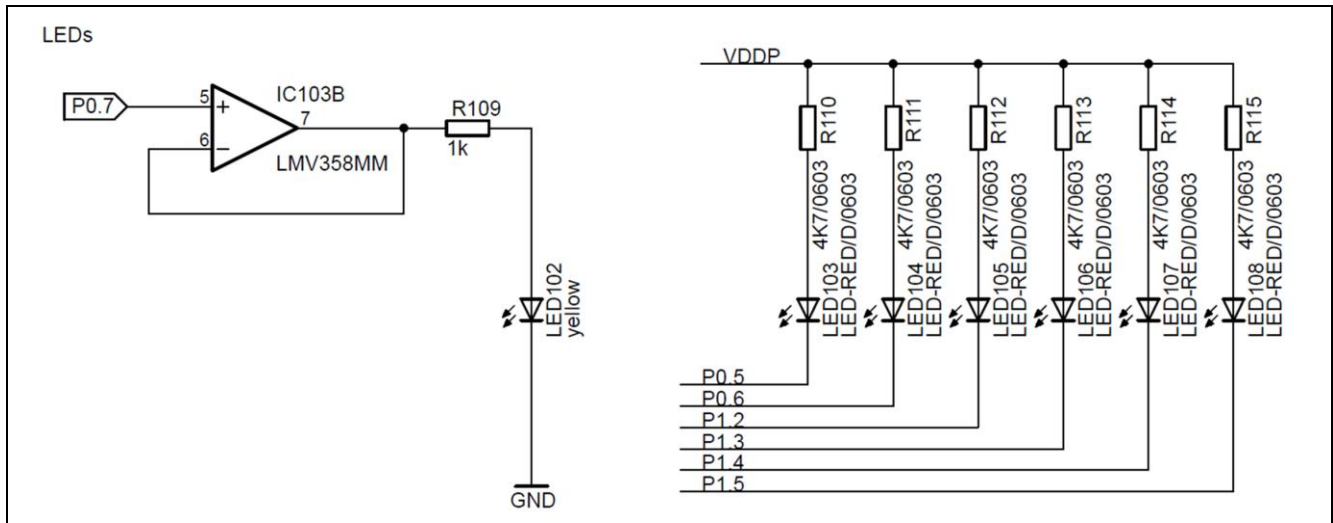 LEDs
P0.7
5
+
6
–
IC103B
7
LMV358MM
R109
1k
LED102
yellow
GND
VDDP
R110
4K7/0603
LED103
LED-RED/D/0603
R111
4K7/0603
LED104
LED-RED/D/0603
R112
4K7/0603
LED105
LED-RED/D/0603
R113
4K7/0603
LED106
LED-RED/D/0603
R114
4K7/0603
LED107
LED-RED/D/0603
R115
4K7/0603
LED108
LED-RED/D/0603
P0.5
P0.6
P1.2
P1.3
P1.4
P1.5